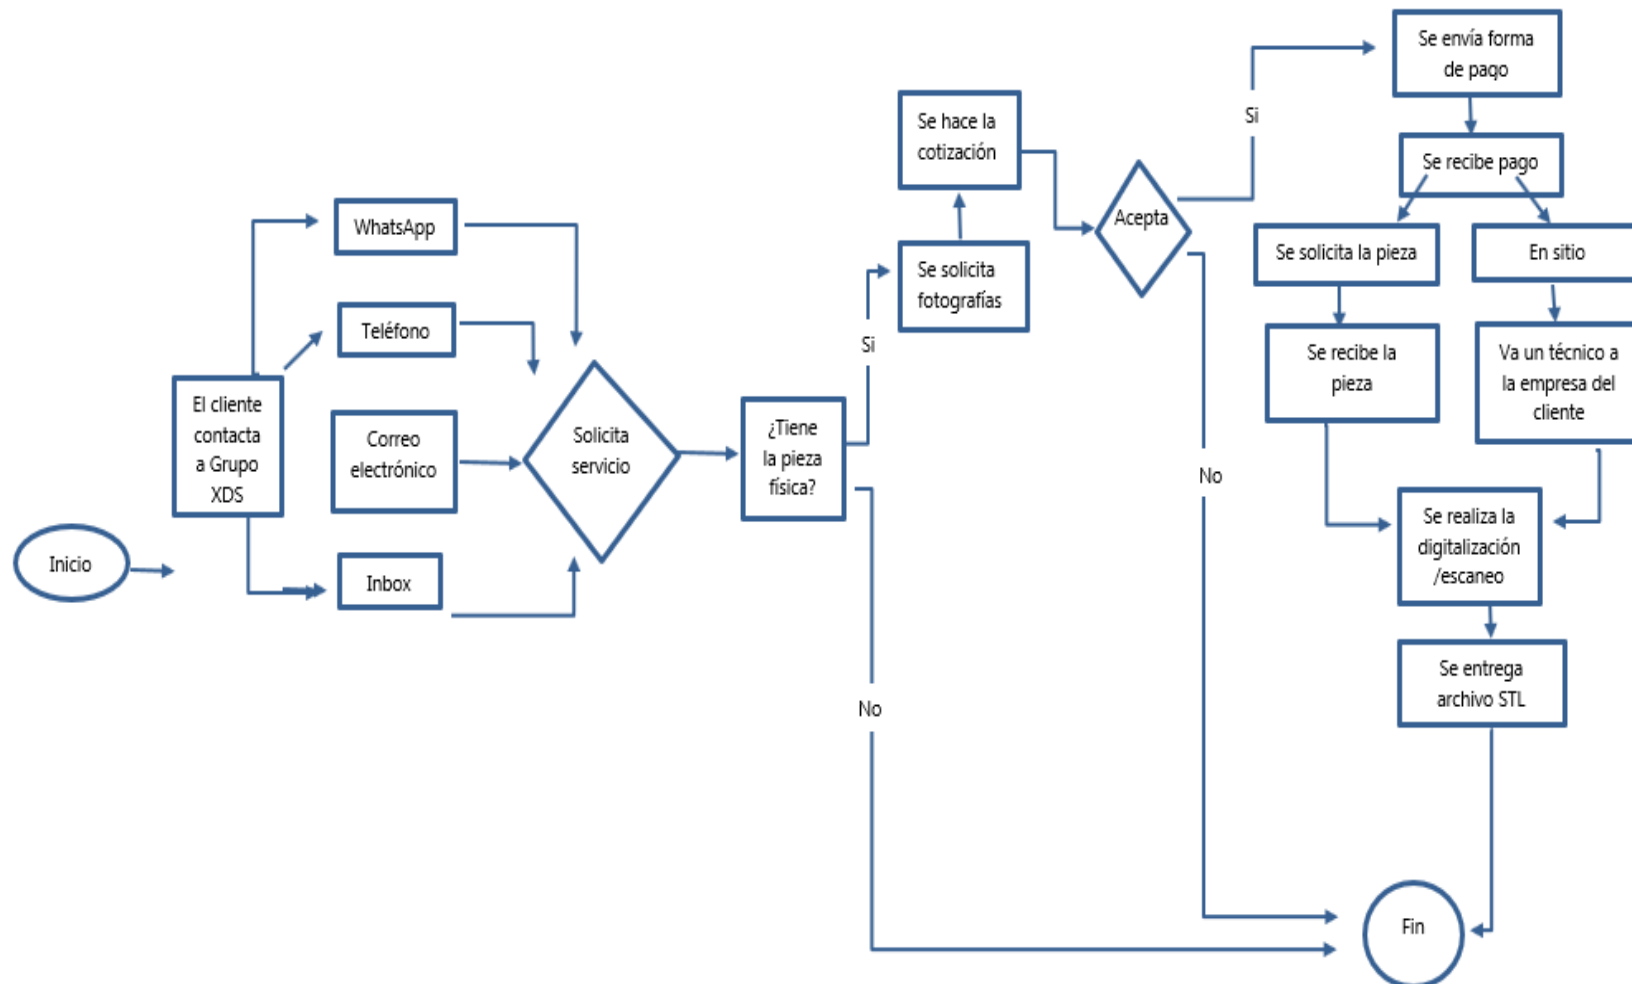 Inicio
El cliente
contacta
a Grupo
XDS
WhatsApp
Teléfono
Correo
electrónico
Inbox
Solicita
servicio
¿Tiene
la pieza
física?
Si
No
Se solicita
fotografías
Se hace la
cotización
Acepta
Si
No
Se envía forma
de pago
Se recibe pago
Se solicita la pieza
En sitio
Se recibe la
pieza
Va un técnico a
la empresa del
cliente
Se realiza la
digitalización
/escaneo
Se entrega
archivo STL
Fin